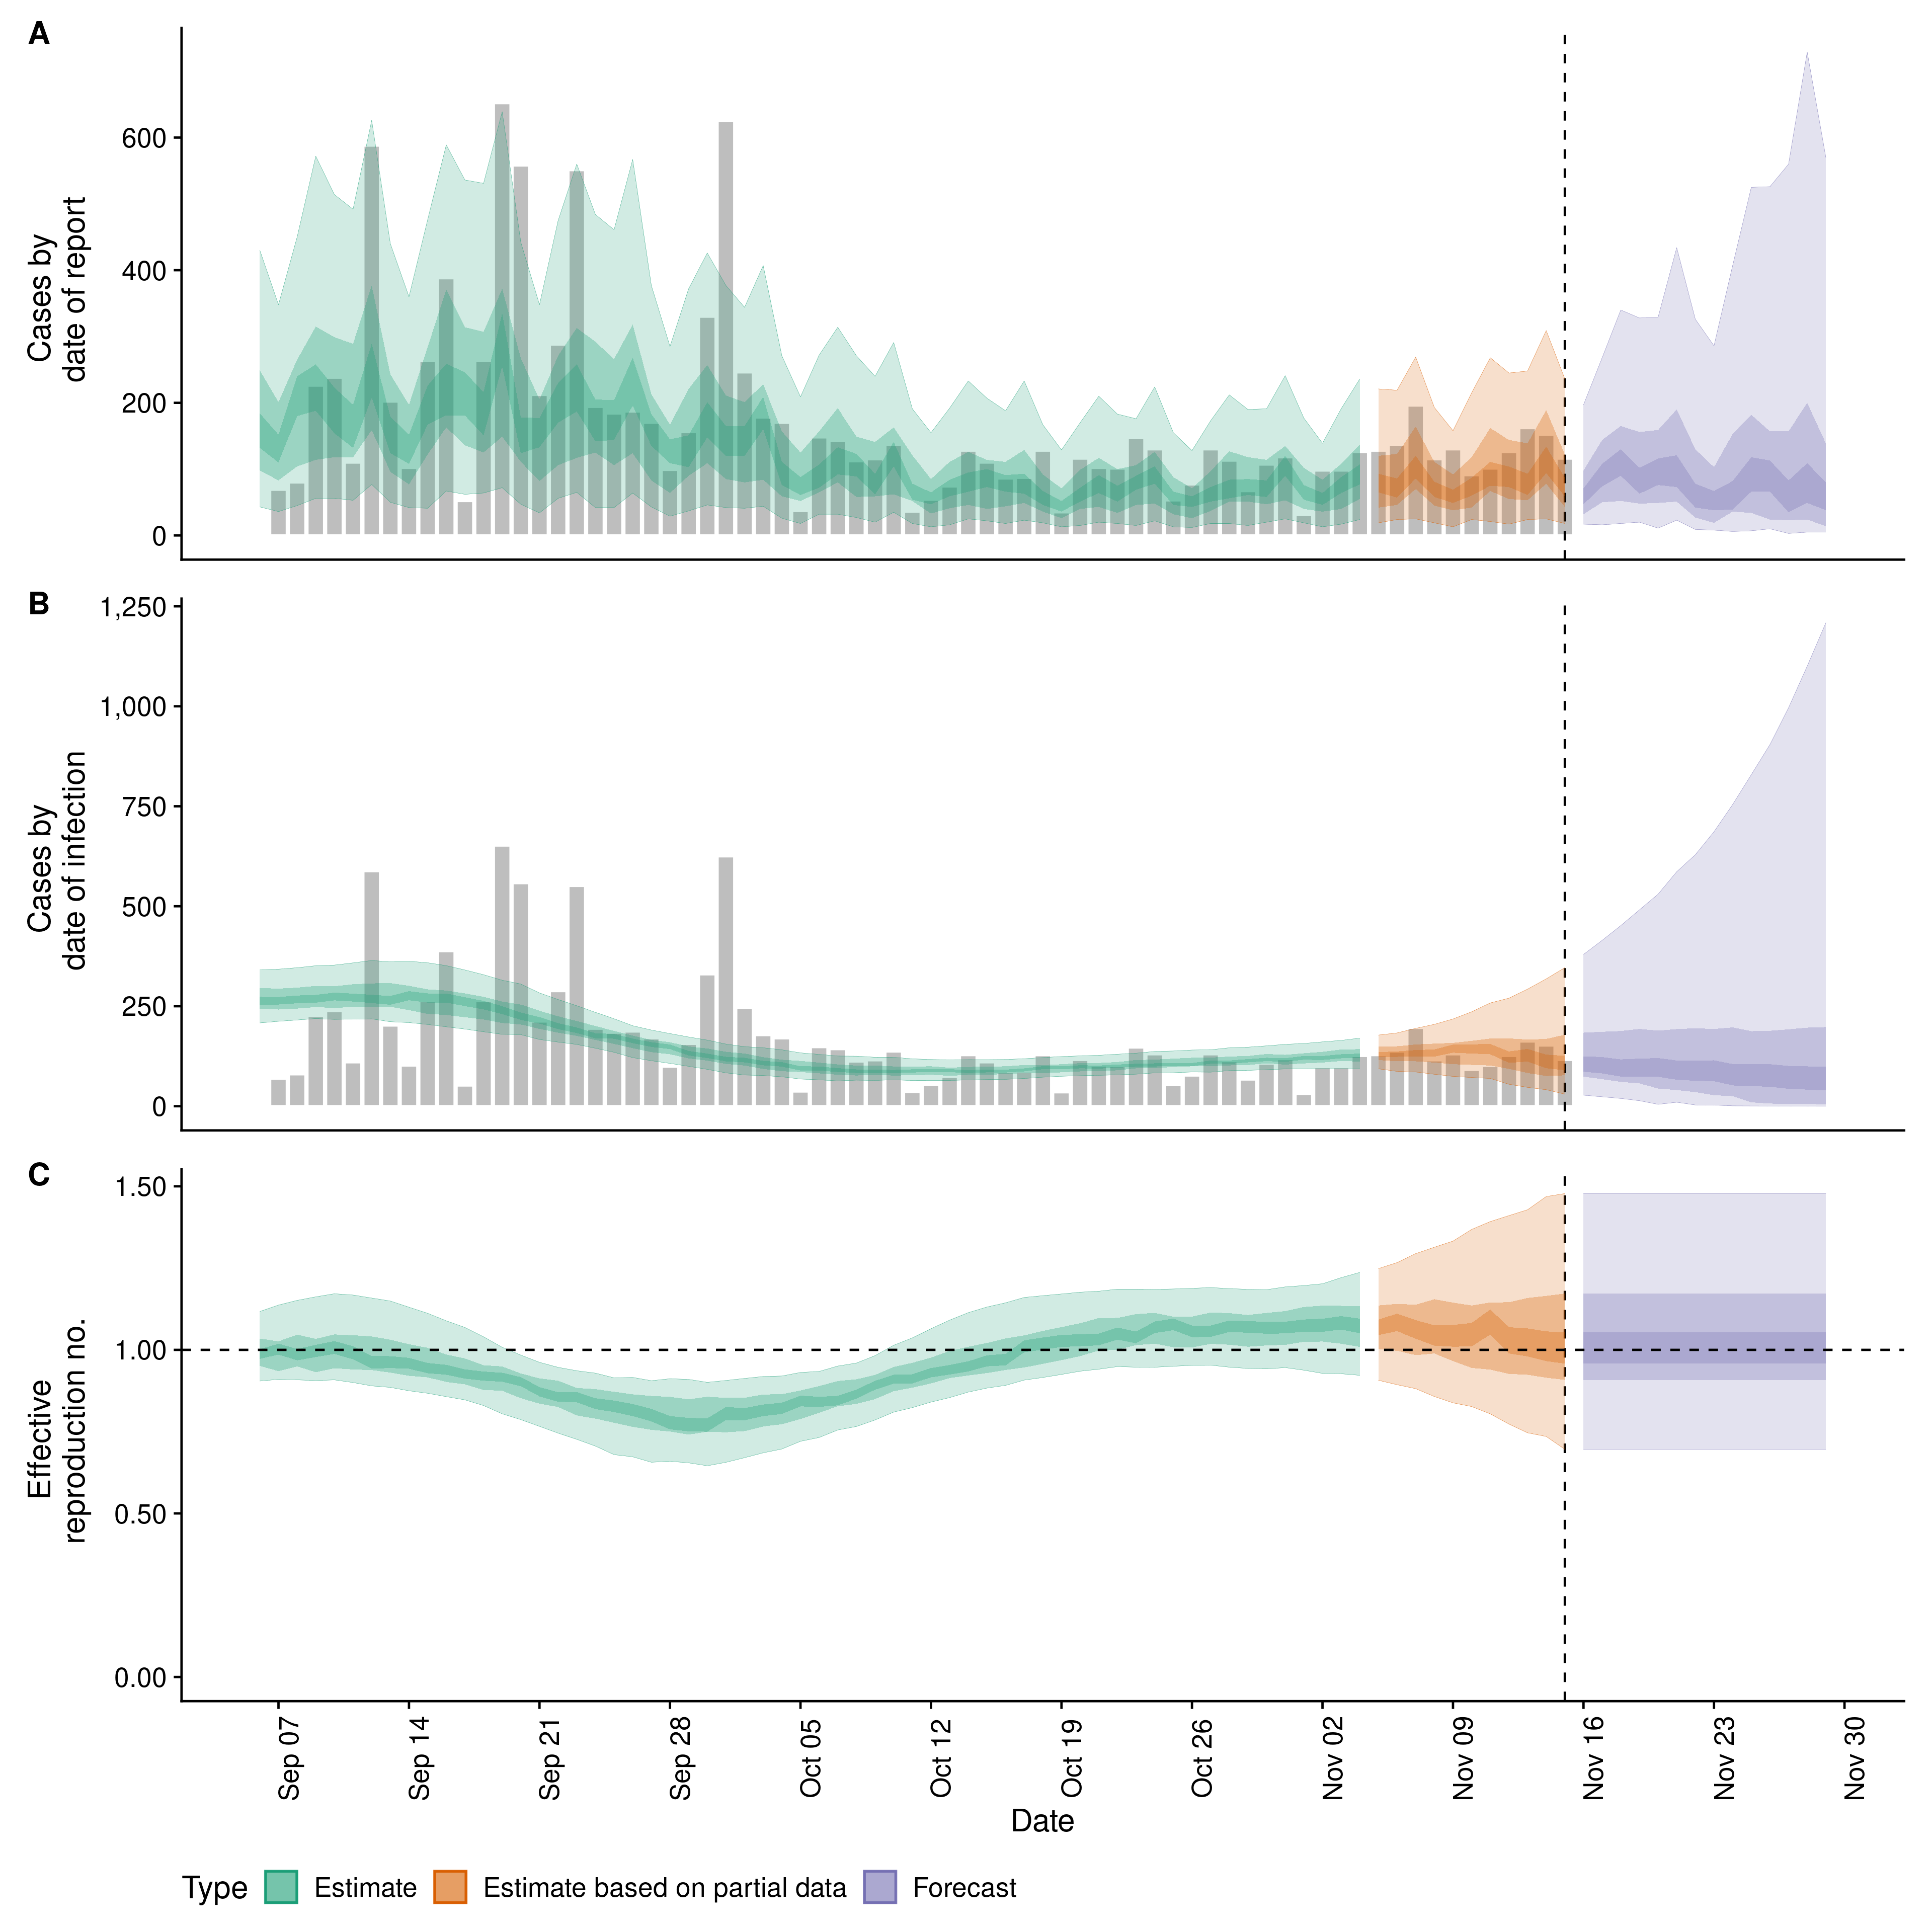 A
Cases by
date of report
600
400
200
0
B
Cases by
date of infection
1,250
1,000
750
500
250
0
C
Effective
reproduction no.
1.50
1.00
0.50
0.00
Sep 07
Sep 14
Sep 21
Sep 28
Oct 05
Oct 12
Oct 19
Oct 26
Nov 02
Nov 09
Nov 16
Nov 23
Nov 30
Date
Type Estimate Estimate based on partial data Forecast